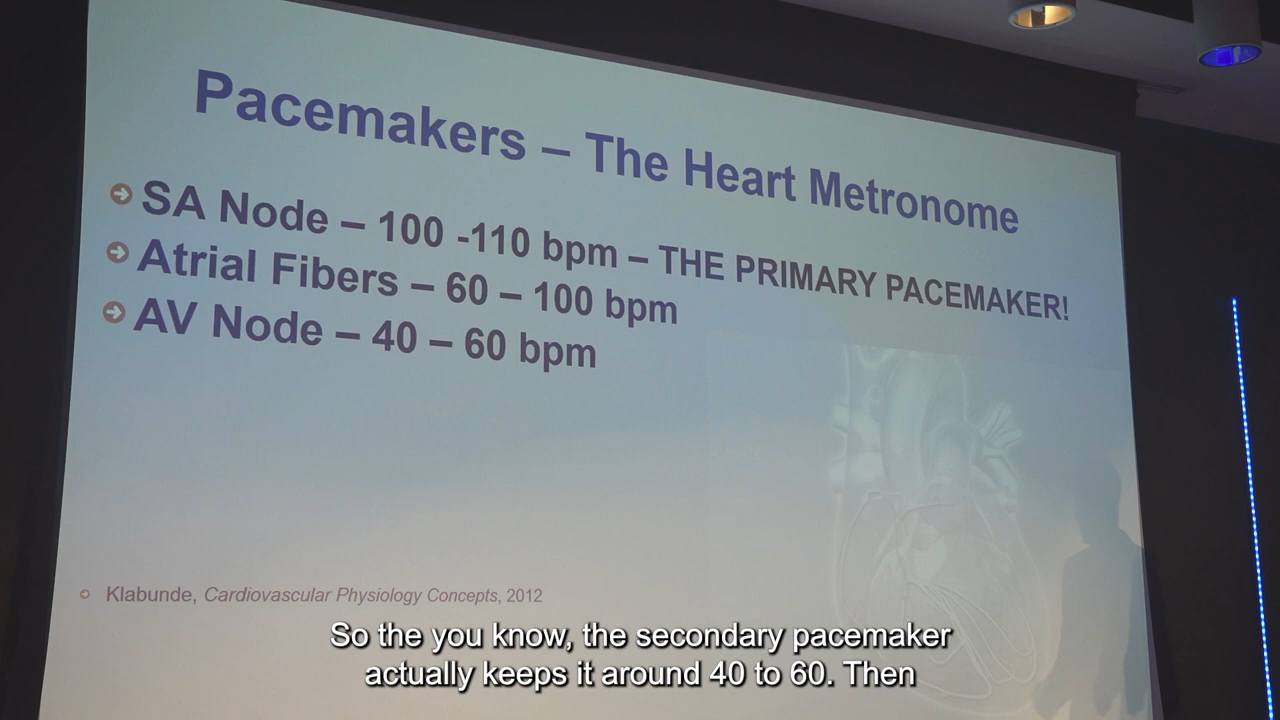 Pacemakers – The Heart Metronome
SA Node – 100 -110 bpm – THE PRIMARY PACEMAKER!
Atrial Fibers – 60 – 100 bpm
AV Node – 40 – 60 bpm
Klabunde, Cardiovascular Physiology Concepts, 2012
So the you know, the secondary pacemaker
actually keeps it around 40 to 60. Then